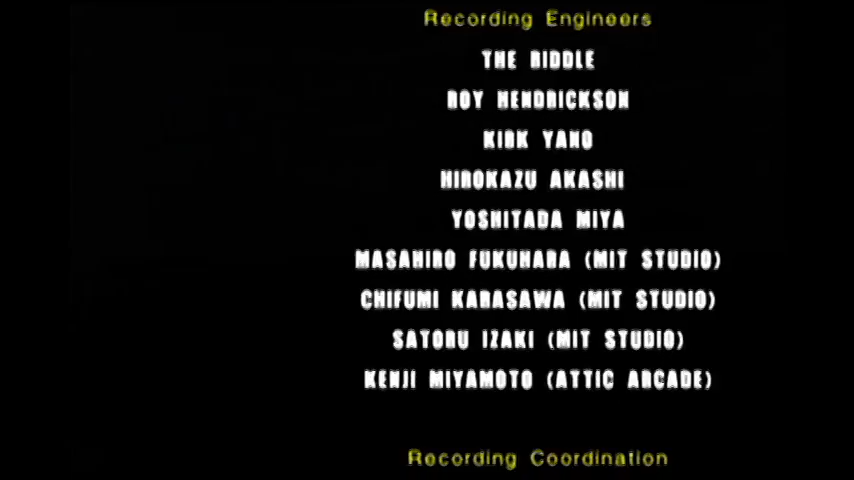 Recording Engineers
THE RIDDLE
ROY HENDRICKSON
KIRK YANO
HIROKAZU AKASHI
YOSHITADA MIYA
MASAHIRO FUKUHARA (MIT STUDIO)
CHIFUMI KARASAWA (MIT STUDIO)
SATORU IZAKI (MIT STUDIO)
KENJI MIYAMOTO (ATTIC ARCADE)
Recording Coordination